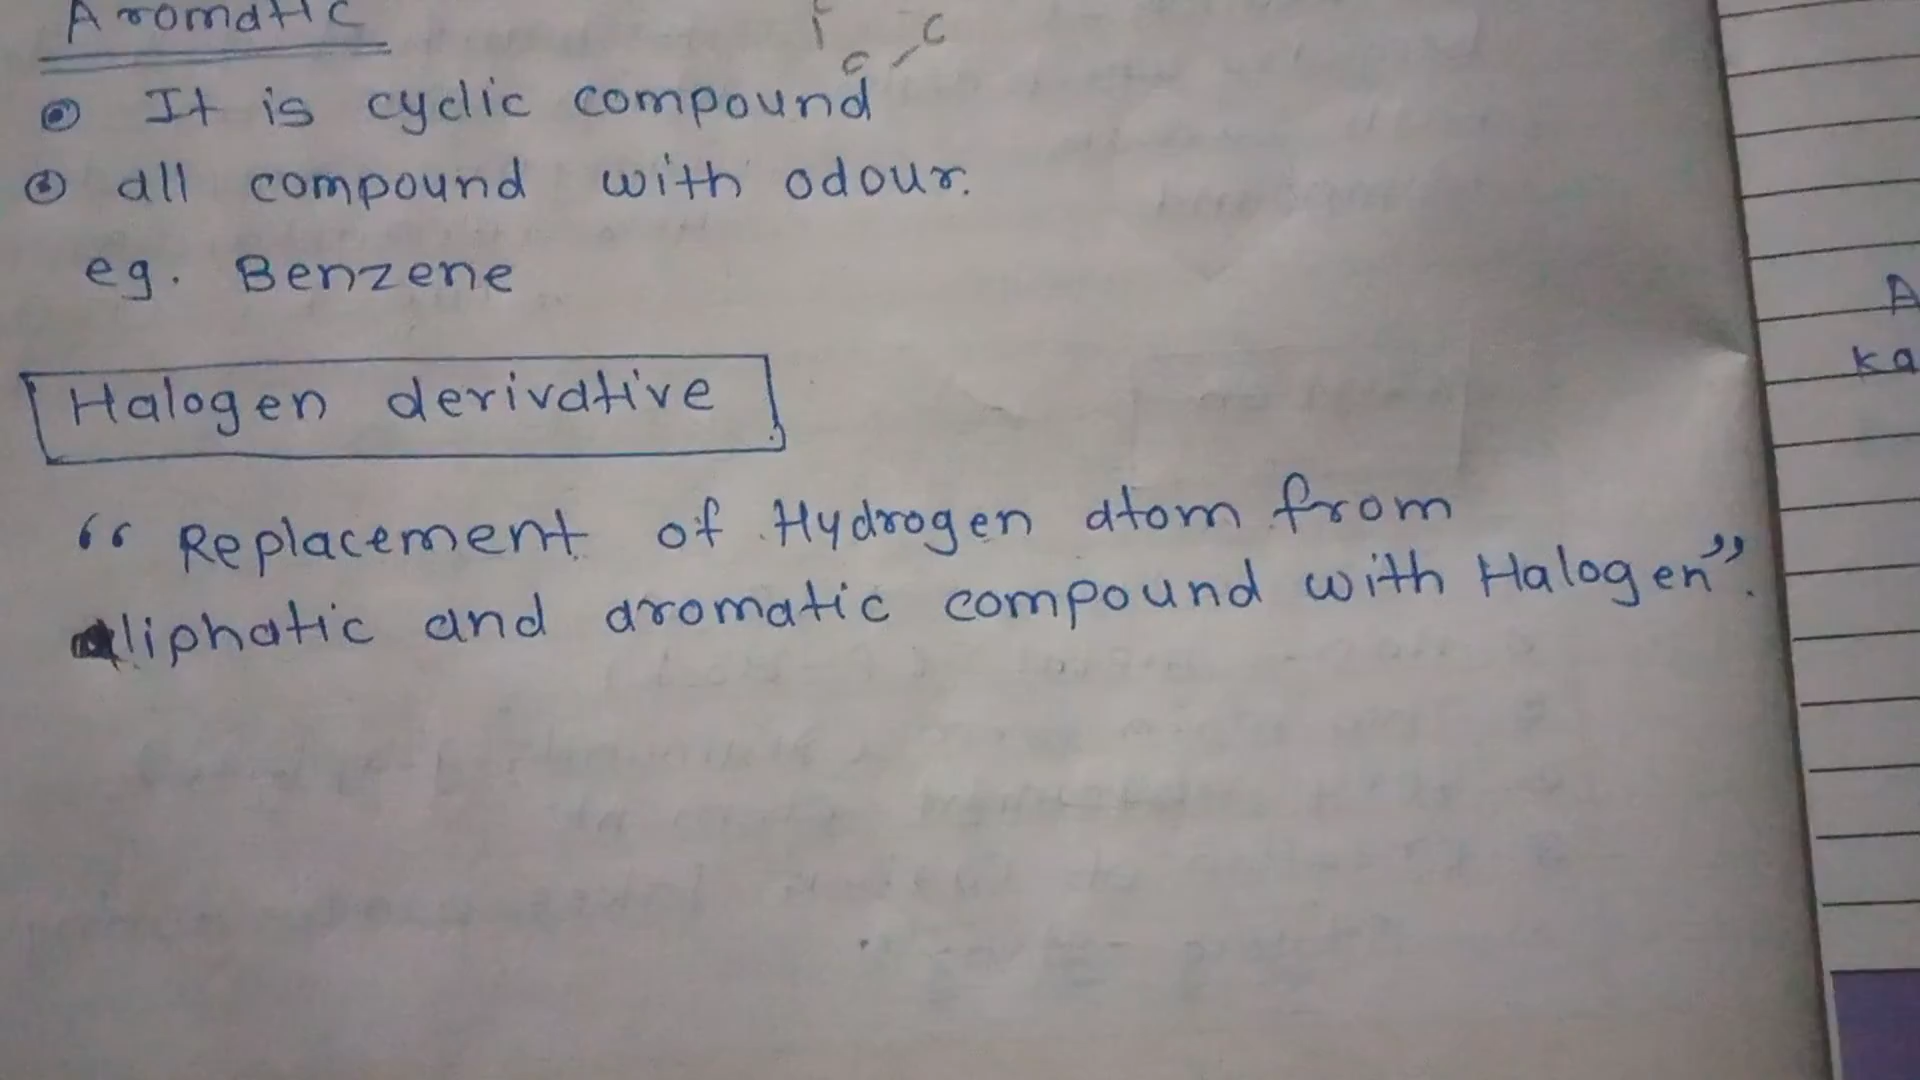 Aromatic
c
c
It is cyclic compound
all compound with odour.
eg. Benzene
Halogen derivative
“ Replacement of Hydrogen atom from
aliphatic and aromatic compound with Halogen”.
A
ka